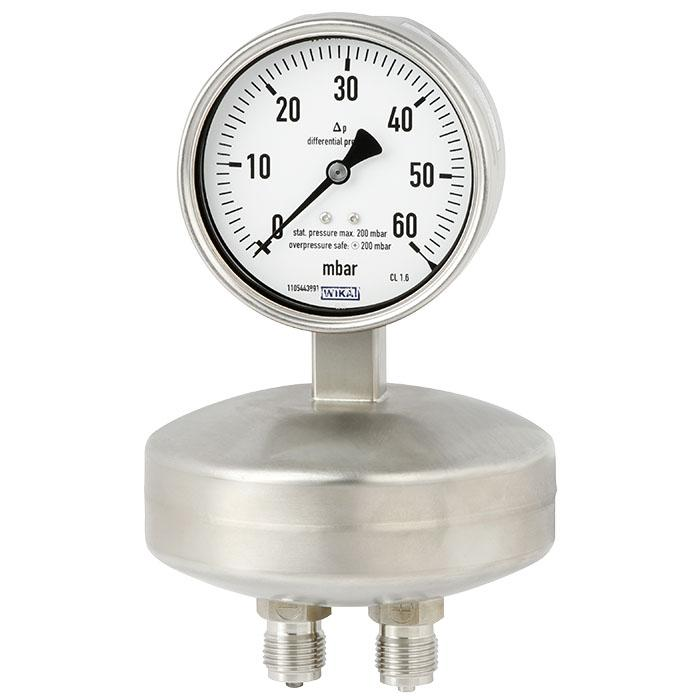 0 10 20 30 40 50 60
Δp
differential
stat. pressure max. 200 mbar
overpressure safe: + 200 mbar
mbar
CL 1.6
WIKA